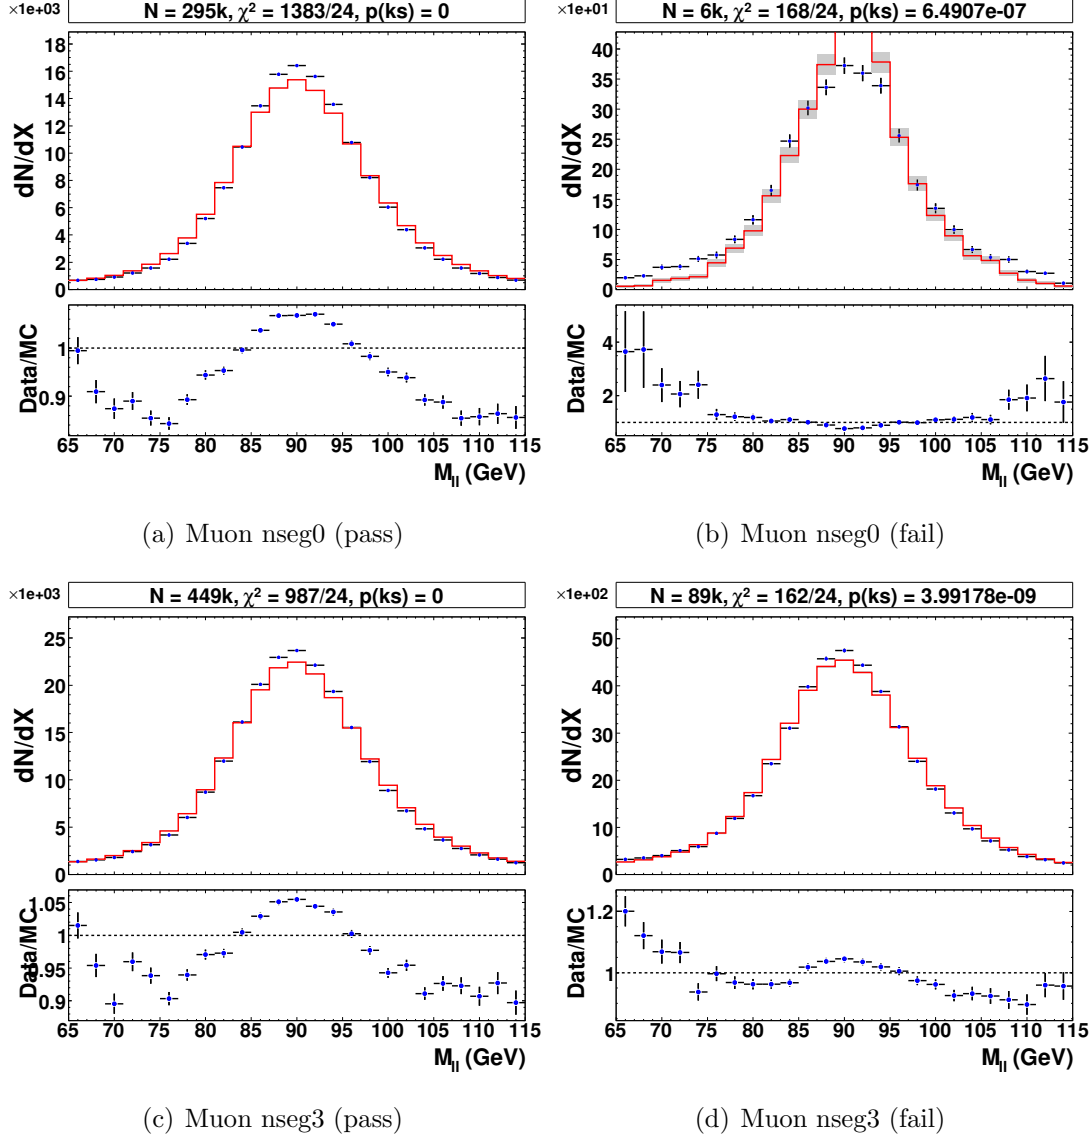 ×1e+03
N = 295k, χ² = 1383/24, p(ks) = 0
dN/dX
18
16
14
12
10
8
6
4
2
0
Data/MC
1
0.9
65 70 75 80 85 90 95 100 105 110 115
M_ll (GeV)
(a) Muon nseg0 (pass)
×1e+01
N = 6k, χ² = 168/24, p(ks) = 6.4907e-07
dN/dX
40
35
30
25
20
15
10
5
0
Data/MC
4
2
65 70 75 80 85 90 95 100 105 110 115
M_ll (GeV)
(b) Muon nseg0 (fail)
×1e+03
N = 449k, χ² = 987/24, p(ks) = 0
dN/dX
25
20
15
10
5
0
Data/MC
1.05
1
0.95
0.9
65 70 75 80 85 90 95 100 105 110 115
M_ll (GeV)
(c) Muon nseg3 (pass)
×1e+02
N = 89k, χ² = 162/24, p(ks) = 3.99178e-09
dN/dX
50
40
30
20
10
0
Data/MC
1.2
1
65 70 75 80 85 90 95 100 105 110 115
M_ll (GeV)
(d) Muon nseg3 (fail)